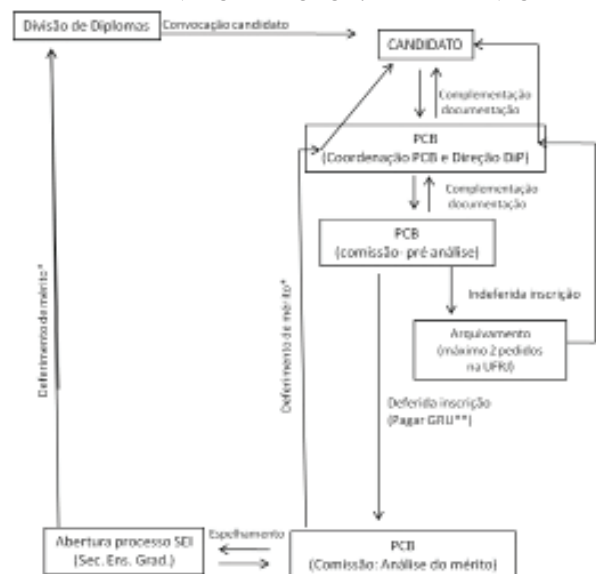 Divisão de Diplomas
Convocação candidato
CANDIDATO
Complementação
documentação
PCB
(Coordenação PCB e Direção DiP)
Complementação
documentação
PCB
(comissão- pré análise)
Indeferida inscrição
Arquivamento
(máximo 2 pedidos
na UFRJ)
Deferimento de mérito*
Deferimento de mérito*
Deferida inscrição
(Pagar GRU**)
Abertura processo SEI
(Sec. Ens. Grad.)
Espelhamento
PCB
(Comissão: Análise do mérito)